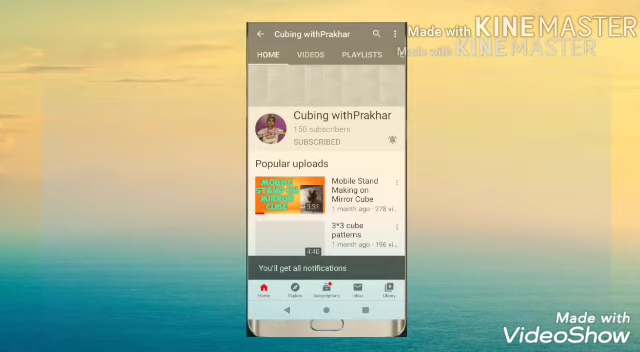 Cubing withPrakhar
Made with KINEMASTER
Made with KINEMASTER
HOME VIDEOS PLAYLISTS
Cubing withPrakhar
150 subscribers
SUBSCRIBED
Popular uploads
MOBILE
STAND ON
MIRROR
CUBE
3:31
Mobile Stand
Making on
Mirror Cube
1 month ago · 278 vi...
3*3 cube
patterns
1 month ago · 196 vi...
4:40
You'll get all notifications
Home Explore Subscriptions Inbox Library
Made with
VideoShow